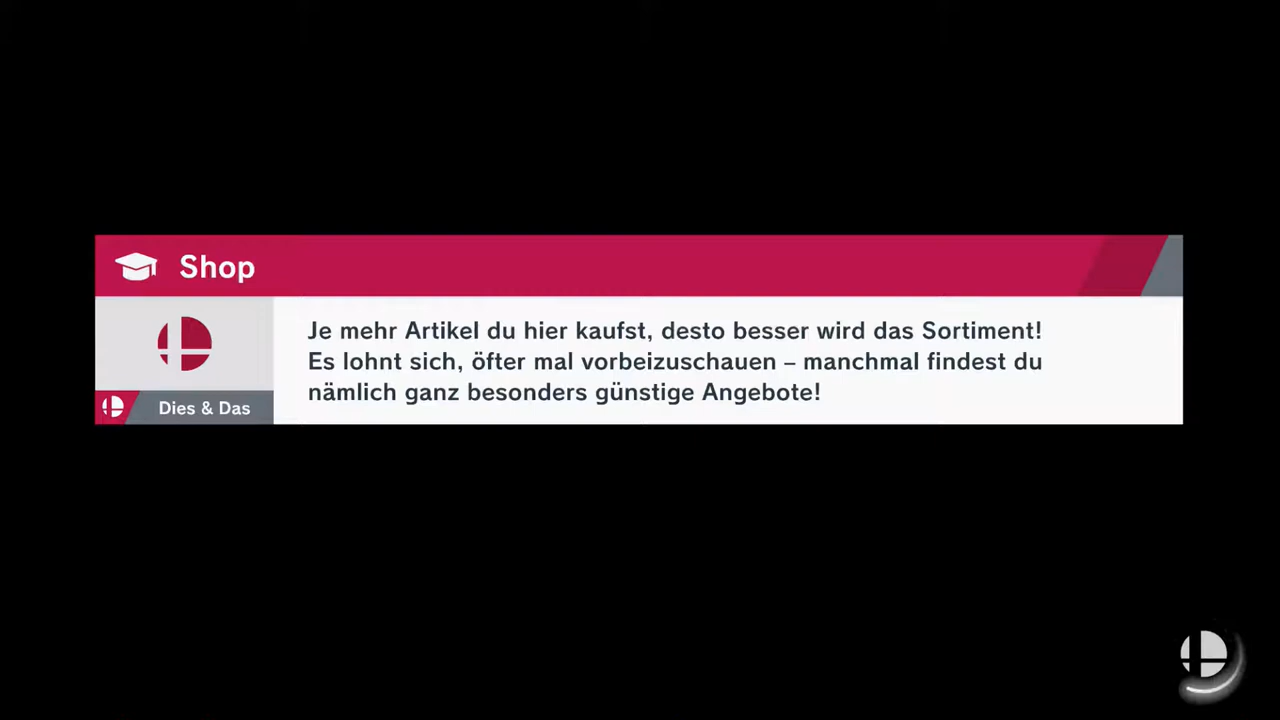 Shop
Je mehr Artikel du hier kaufst, desto besser wird das Sortiment!
Es lohnt sich, öfter mal vorbeizuschauen – manchmal findest du
nämlich ganz besonders günstige Angebote!
Dies & Das